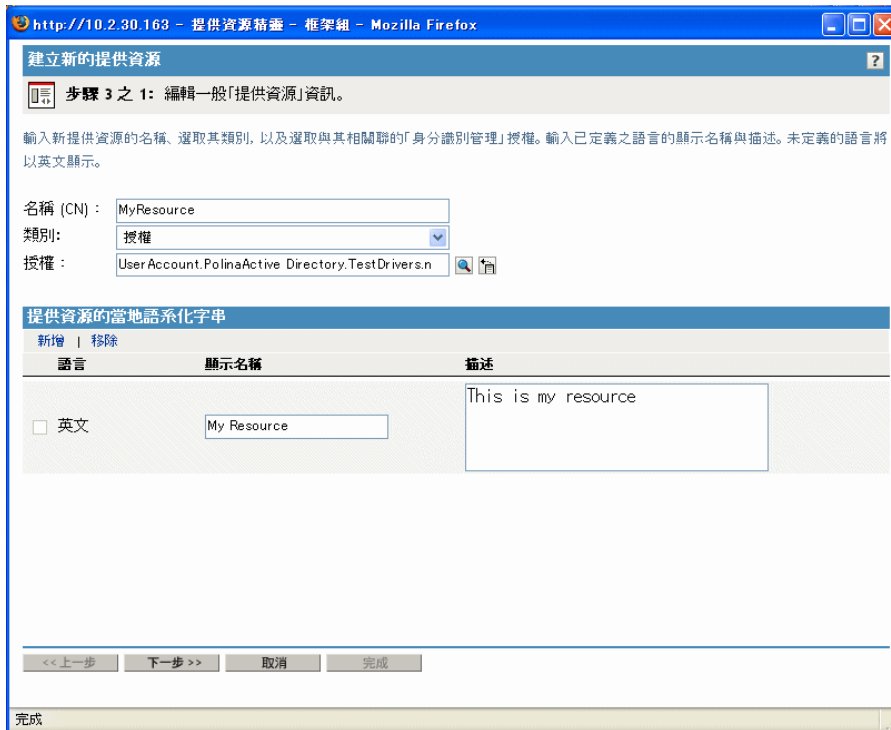 http://10.2.30.163 - 提供資源精靈 - 框架組 - Mozilla Firefox
建立新的提供資源
?
步驟 3 之 1: 編輯一般「提供資源」資訊。
輸入新提供資源的名稱、選取其類別, 以及選取與其相關聯的「身分識別管理」授權。輸入已定義之語言的顯示名稱與描述。未定義的語言將
以英文顯示。
名稱 (CN)： MyResource
類別: 授權
授權： UserAccount.PolinaActive Directory.TestDrivers.n
提供資源的當地語系化字串
新增 | 移除
語言 顯示名稱 描述
英文 My Resource This is my resource
<< 上一步 下一步 >> 取消 完成
完成